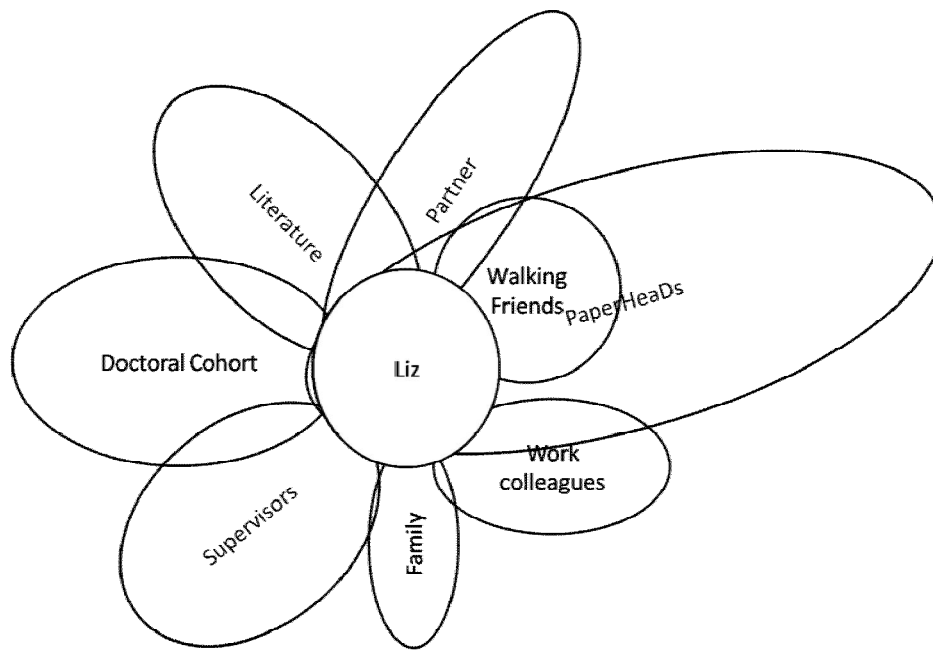 Partner
Literature
Walking
Friends
PaperHeaDs
Doctoral Cohort
Liz
Work
colleagues
Supervisors
Family